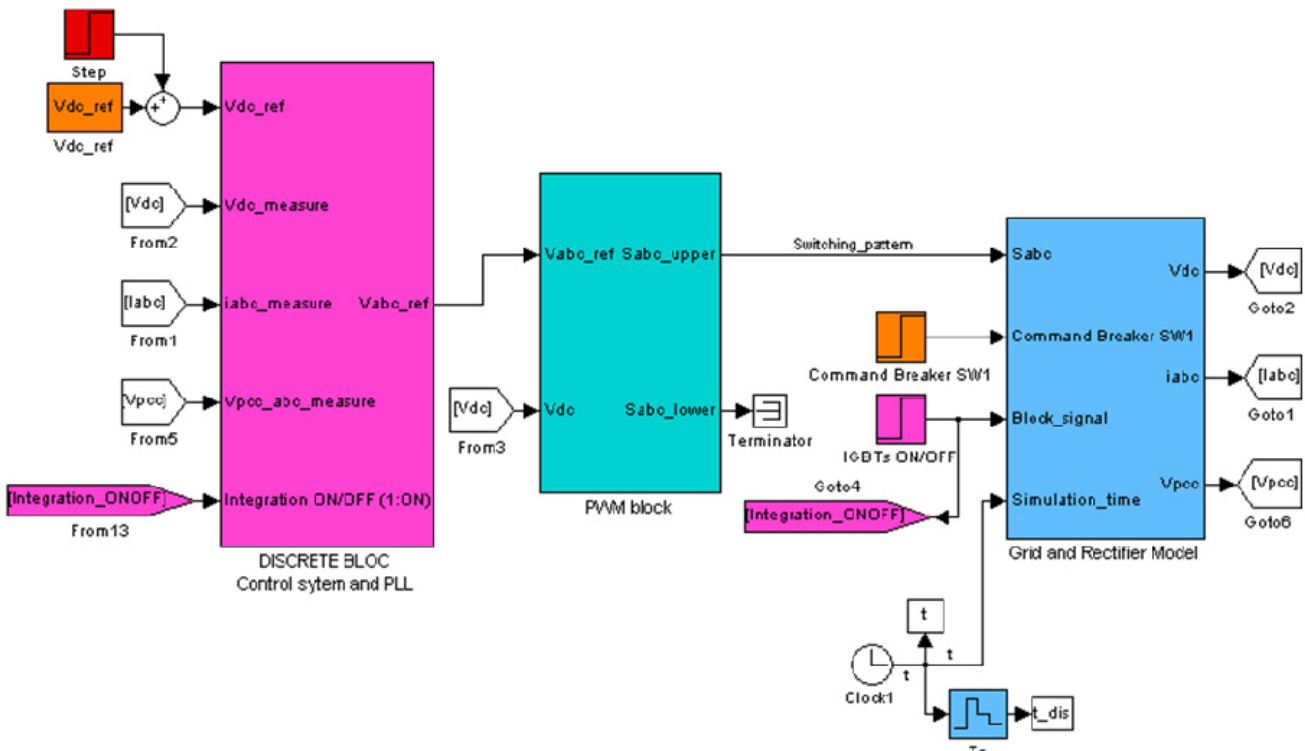 Step
Vdc_ref
Vdc_ref
Vdc_ref
[Vdc]
From2
Vdc_measure
[Iabc]
From1
iabc_measure
Vabc_ref
[Vpcc]
From5
Vpcc_abc_measure
[Integration_ONOFF]
From13
Integration ON/OFF (1:ON)
DISCRETE BLOC
Control sytem and PLL
Vabc_ref
Sabc_upper
[Vdc]
From3
Vdc
Sabc_lower
PWM block
Terminator
Switching_pattern
Command Breaker SW1
IGBTs ON/OFF
Goto4
[Integration_ONOFF]
Sabc
Command Breaker SW1
Block_signal
Simulation_time
Vdc
iabc
Vpcc
Grid and Rectifier Model
[Vdc]
Goto2
[Iabc]
Goto1
[Vpcc]
Goto6
t
t
t
Clock1
t_dis